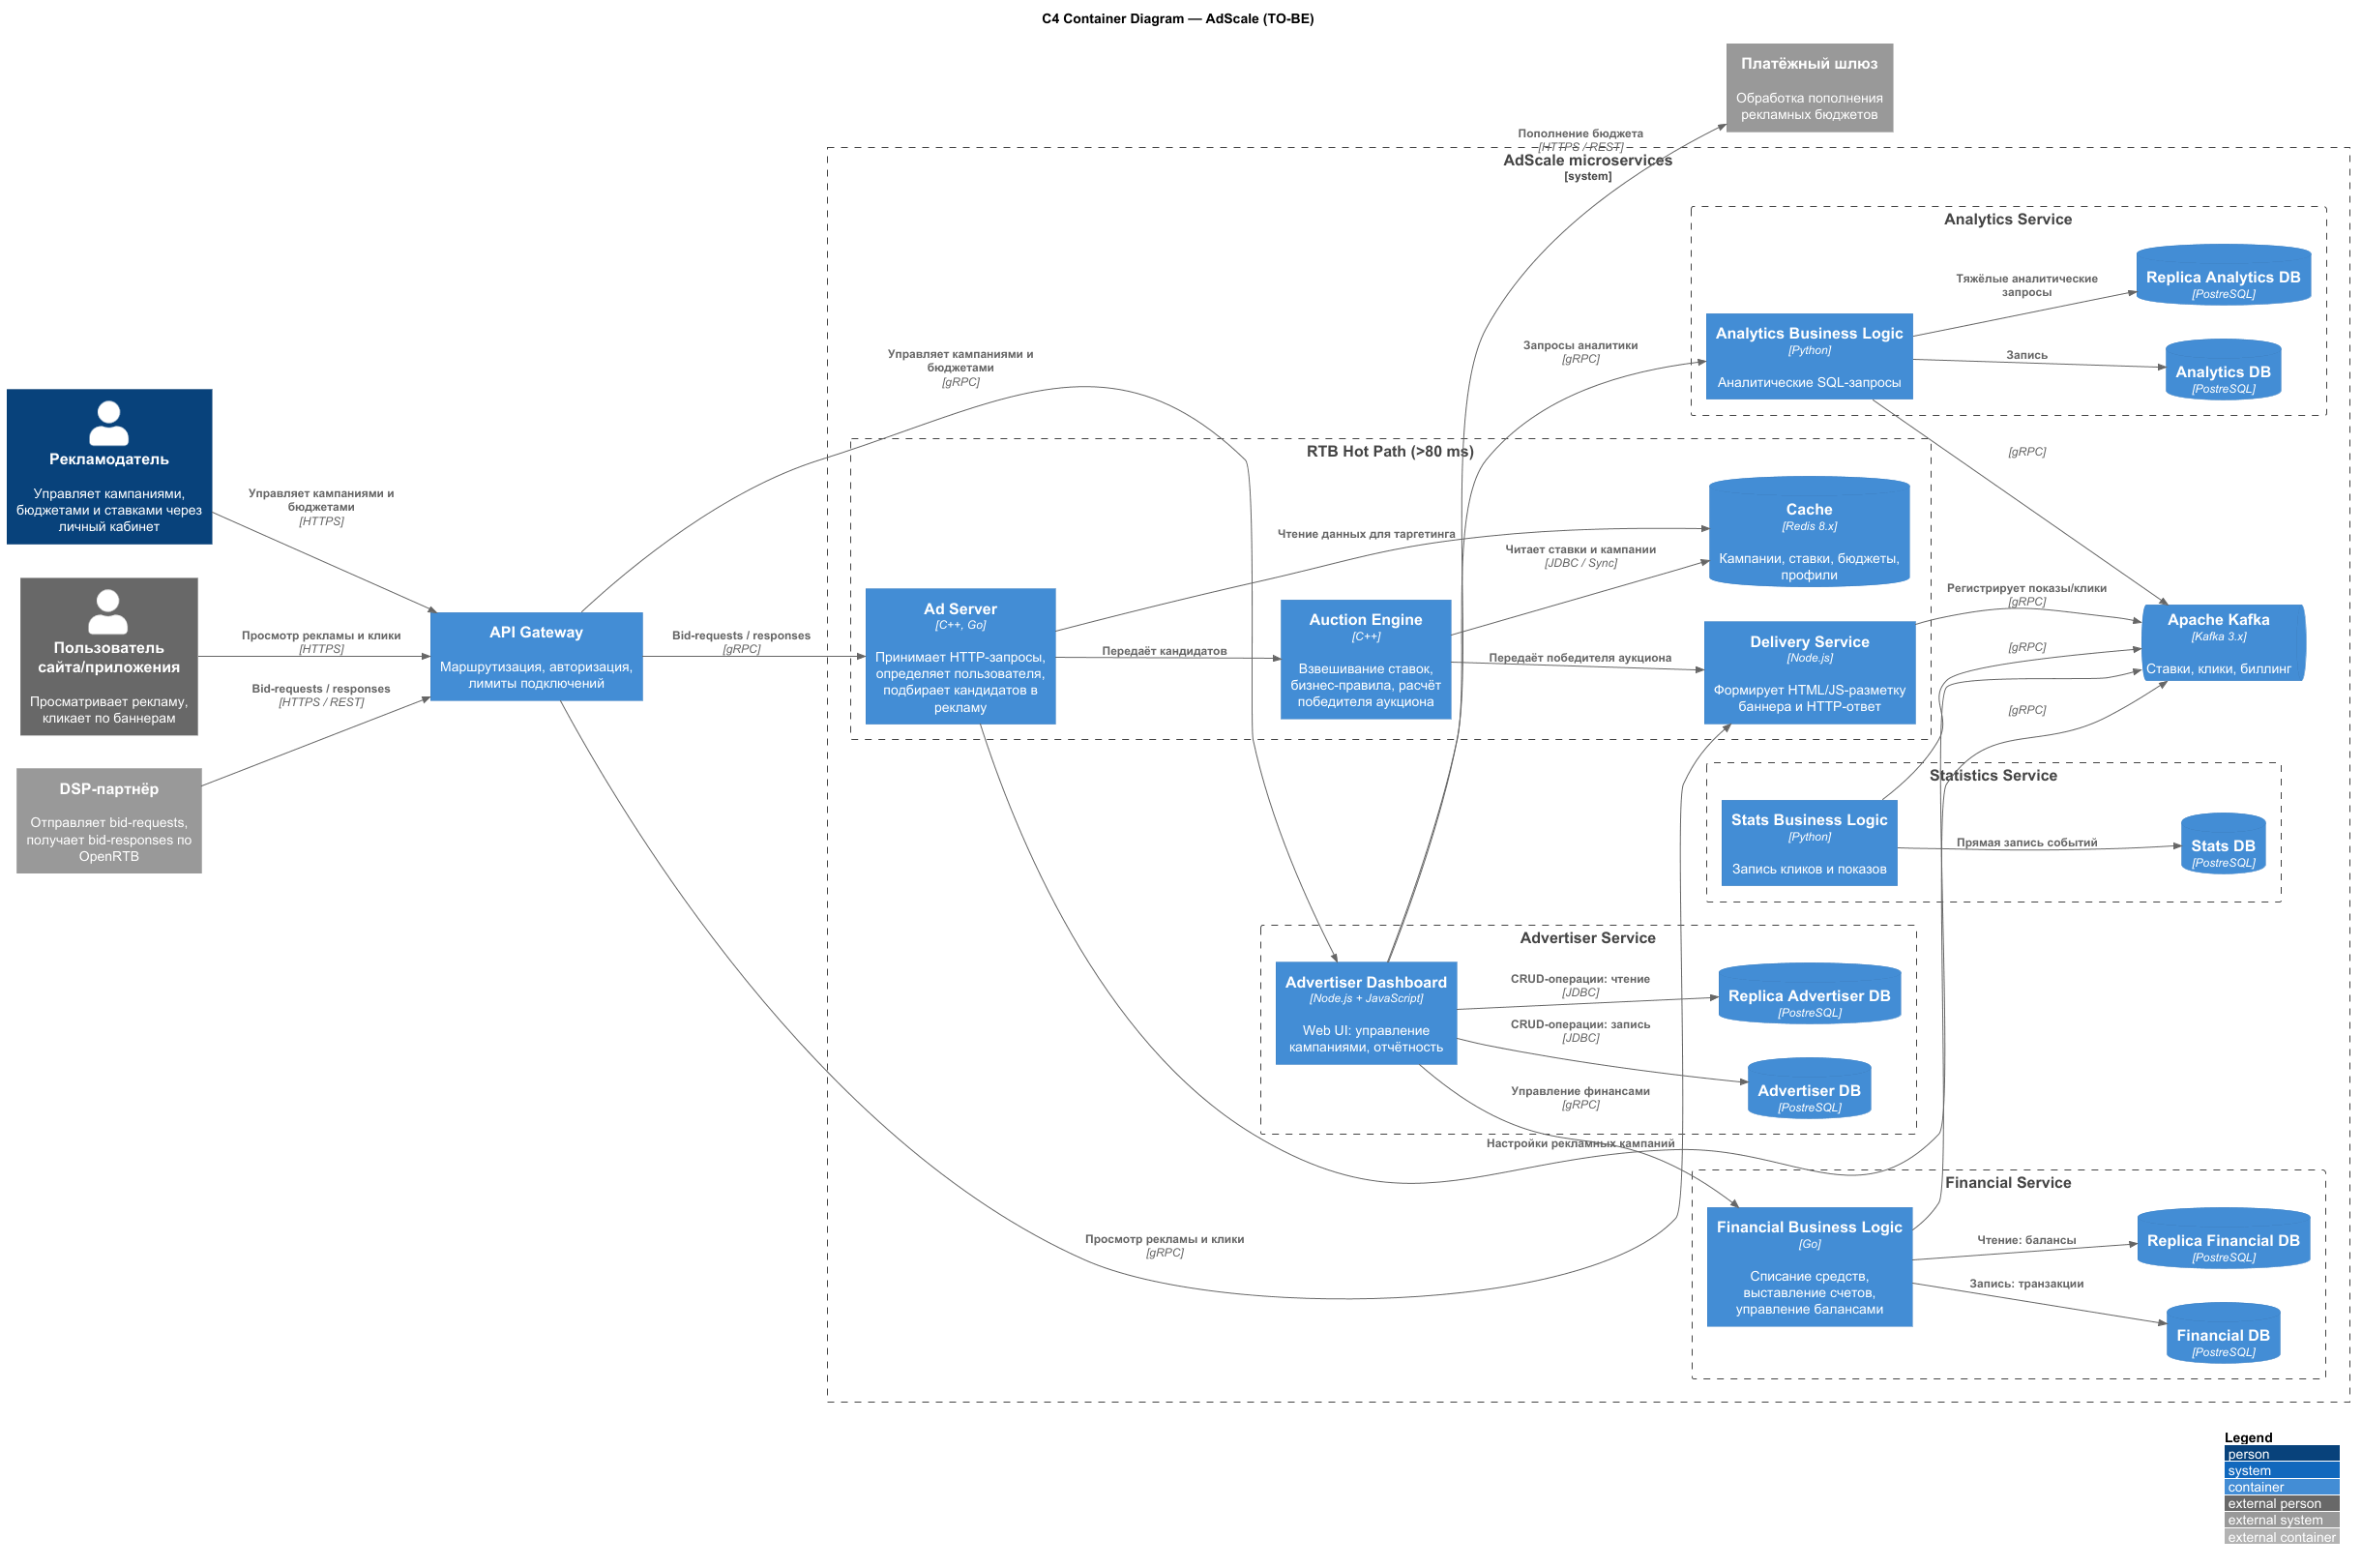 C4 Container Diagram — AdScale (TO-BE)
Платёжный шлюз
Обработка пополнения
рекламных бюджетов
Пополнение бюджета
[HTTPS / REST]
AdScale microservices
[system]
Analytics Service
Replica Analytics DB
[PostreSQL]
Тяжёлые аналитические
запросы
Analytics Business Logic
[Python]
Аналитические SQL-запросы
Запись
Analytics DB
[PostreSQL]
Запросы аналитики
[gRPC]
Управляет кампаниями и
бюджетами
[gRPC]
Рекламодатель
Управляет кампаниями,
бюджетами и ставками через
личный кабинет
Управляет кампаниями и
бюджетами
[HTTPS]
RTB Hot Path (>80 ms)
[gRPC]
Cache
[Redis 8.x]
Кампании, ставки, бюджеты,
профили
Чтение данных для таргетинга
Читает ставки и кампании
[JDBC / Sync]
Пользователь
сайта/приложения
Просматривает рекламу,
кликает по баннерам
Просмотр рекламы и клики
[HTTPS]
API Gateway
Маршрутизация, авторизация,
лимиты подключений
Bid-requests / responses
[gRPC]
Ad Server
[C++, Go]
Принимает HTTP-запросы,
определяет пользователя,
подбирает кандидатов в
рекламу
Передаёт кандидатов
Auction Engine
[C++]
Взвешивание ставок,
бизнес-правила, расчёт
победителя аукциона
Передаёт победителя аукциона
Delivery Service
[Node.js]
Формирует HTML/JS-разметку
баннера и HTTP-ответ
Регистрирует показы/клики
[gRPC]
[gRPC]
[gRPC]
Apache Kafka
[Kafka 3.x]
Ставки, клики, биллинг
Bid-requests / responses
[HTTPS / REST]
DSP-партнёр
Отправляет bid-requests,
получает bid-responses по
OpenRTB
Statistics Service
Stats Business Logic
[Python]
Запись кликов и показов
Прямая запись событий
Stats DB
[PostreSQL]
Advertiser Service
Advertiser Dashboard
[Node.js + JavaScript]
Web UI: управление
кампаниями, отчётность
CRUD-операции: чтение
[JDBC]
Replica Advertiser DB
[PostreSQL]
CRUD-операции: запись
[JDBC]
Advertiser DB
[PostreSQL]
Управление финансами
[gRPC]
Настройки рекламных кампаний
Financial Service
Financial Business Logic
[Go]
Списание средств,
выставление счетов,
управление балансами
Чтение: балансы
Replica Financial DB
[PostreSQL]
Запись: транзакции
Financial DB
[PostreSQL]
Просмотр рекламы и клики
[gRPC]
Legend
person
system
container
external person
external system
external container